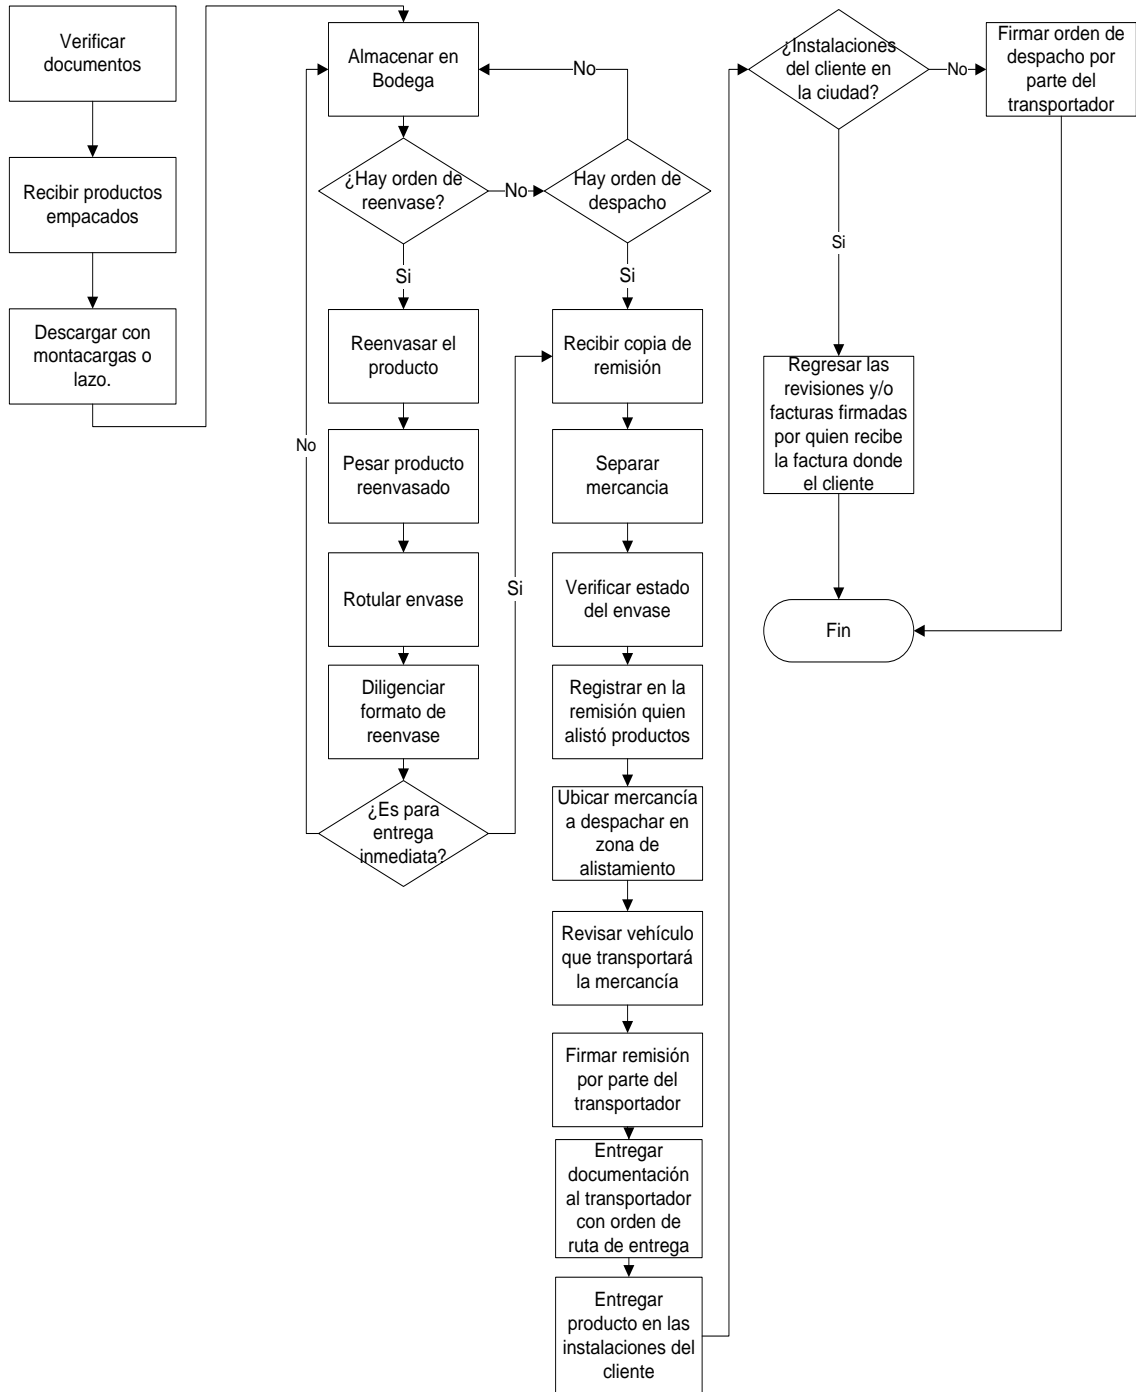 Verificar
documentos
Recibir productos
empacados
Descargar con
montacargas o
lazo.
Almacenar en
Bodega
No
¿Hay orden de
reenvase?
No
Hay orden de
despacho
Si
Si
Reenvasar el
producto
Pesar producto
reenvasado
Rotular envase
Diligenciar
formato de
reenvase
¿Es para
entrega
inmediata?
No
Si
Recibir copia de
remisión
Separar
mercancia
Verificar estado
del envase
Registrar en la
remisión quien
alistó productos
Ubicar mercancía
a despachar en
zona de
alistamiento
Revisar vehículo
que transportará
la mercancía
Firmar remisión
por parte del
transportador
Entregar
documentación
al transportador
con orden de
ruta de entrega
Entregar
producto en las
instalaciones del
cliente
¿Instalaciones
del cliente en
la ciudad?
No
Firmar orden de
despacho por
parte del
transportador
Si
Regresar las
revisiones y/o
facturas firmadas
por quien recibe
la factura donde
el cliente
Fin